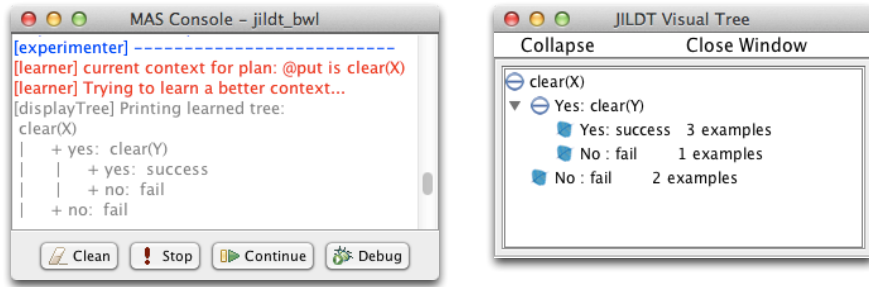 MAS Console - jildt_bwl
[experimenter] --------------------------
[learner] current context for plan: @put is clear(X)
[learner] Trying to learn a better context...
[displayTree] Printing learned tree:
clear(X)
| + yes: clear(Y)
| | + yes: success
| | + no: fail
| + no: fail
Clean Stop Continue Debug
JILDT Visual Tree
Collapse Close Window
clear(X)
Yes: clear(Y)
Yes: success 3 examples
No : fail 1 examples
No : fail 2 examples